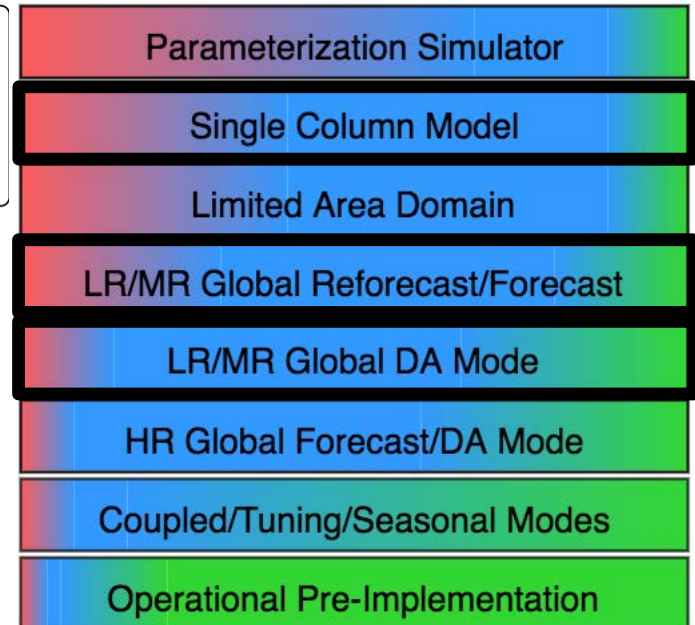 Parameterization Simulator
Single Column Model
Limited Area Domain
LR/MR Global Reforecast/Forecast
LR/MR Global DA Mode
HR Global Forecast/DA Mode
Coupled/Tuning/Seasonal Modes
Operational Pre-Implementation